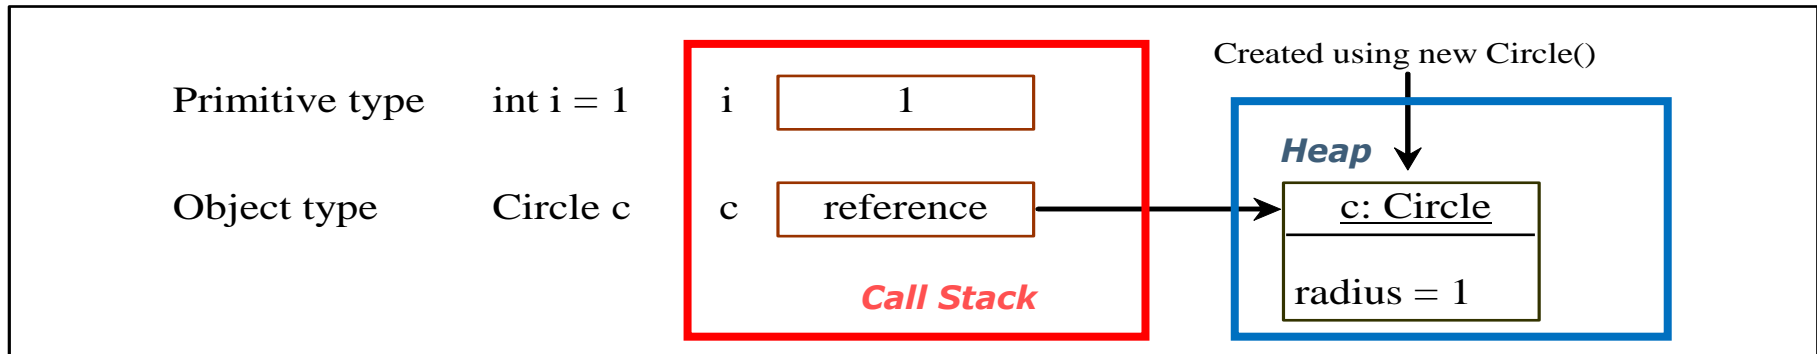 Created using new Circle()
Primitive type int i = 1 i 1
Heap
Object type Circle c c reference c: Circle
Call Stack radius = 1